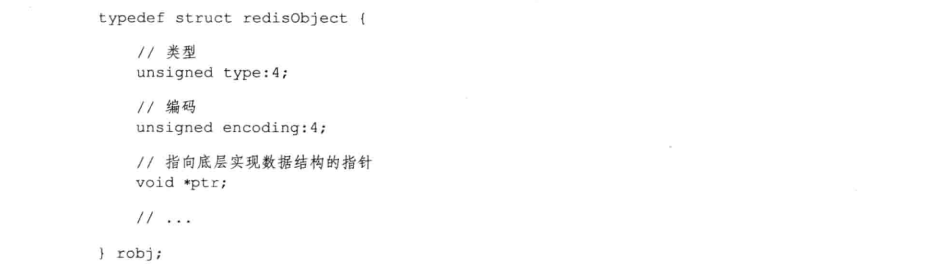 typedef struct redisObject {
// 类型
unsigned type:4;
// 编码
unsigned encoding:4;
// 指向底层实现数据结构的指针
void *ptr;
// ...
} robj;